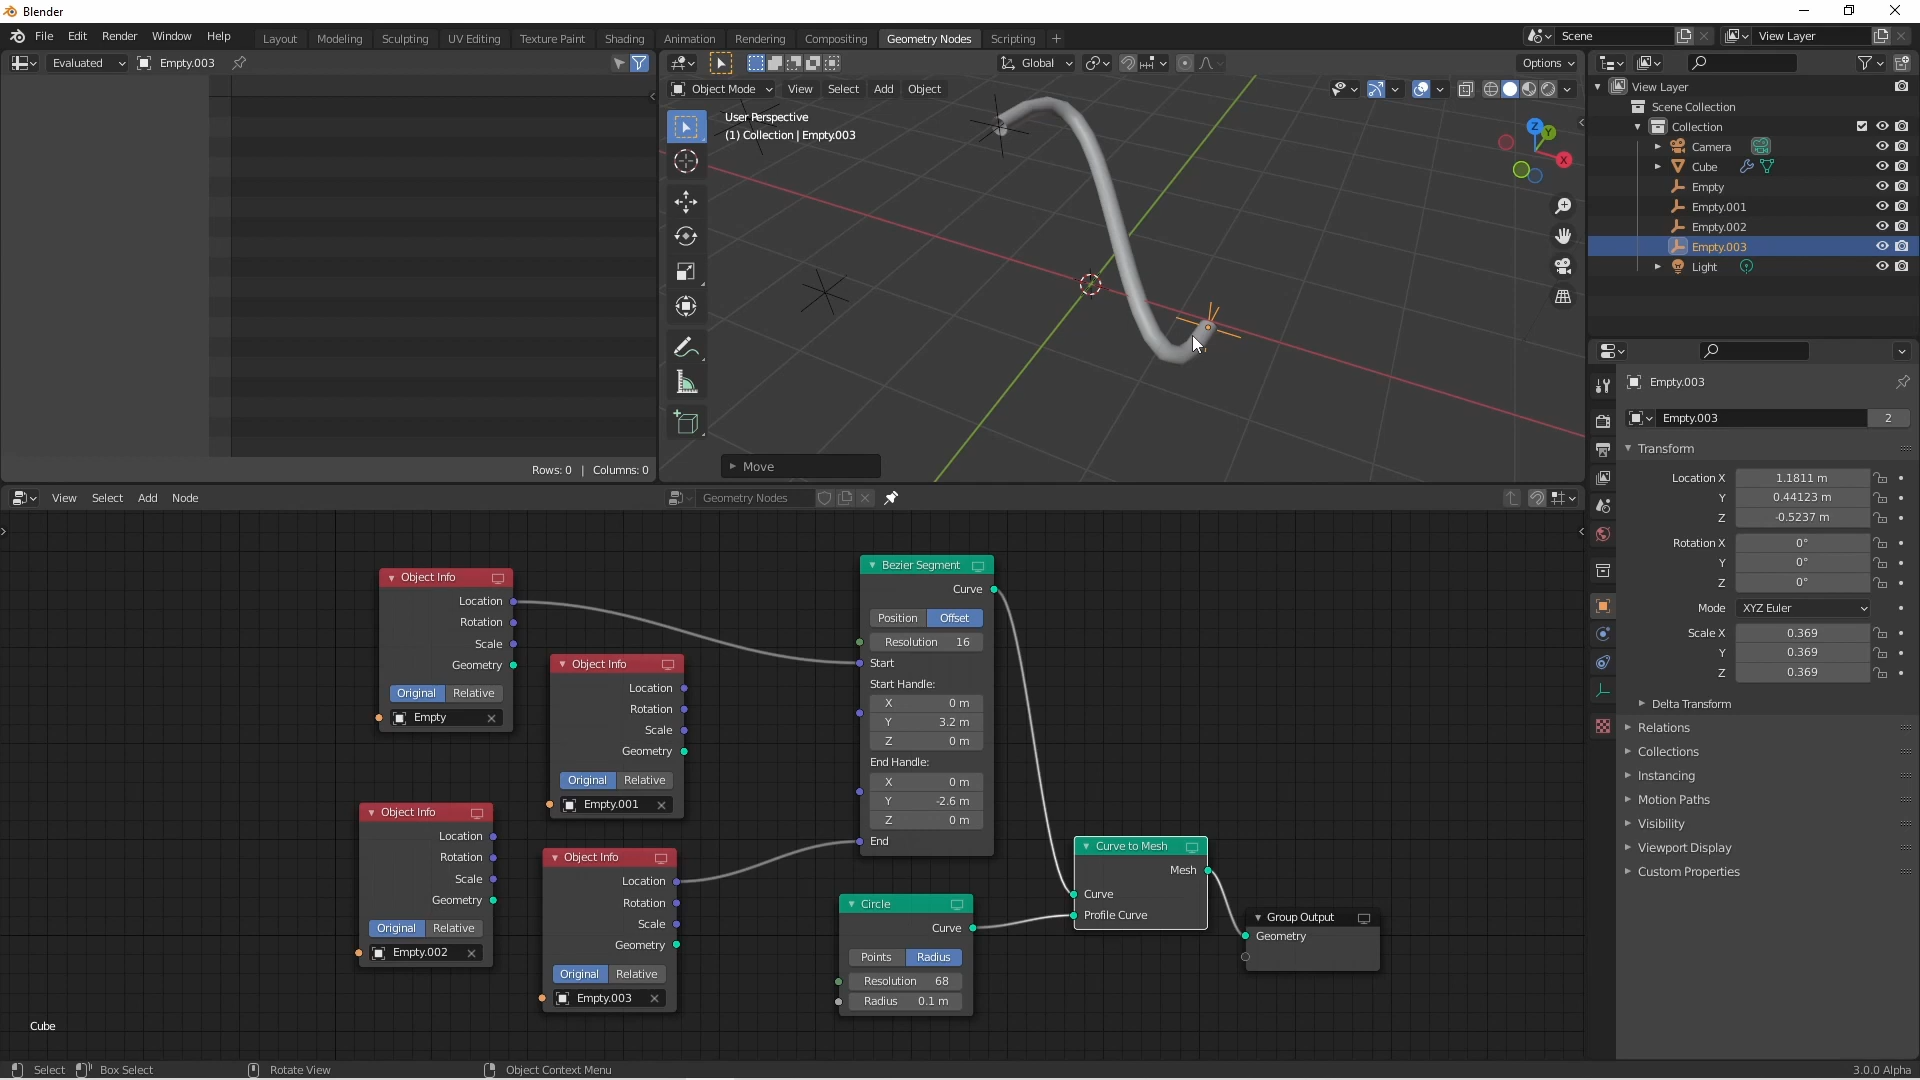 Blender
File Edit Render Window Help
Layout Modeling Sculpting UV Editing Texture Paint Shading Animation Rendering Compositing Geometry Nodes Scripting
Scene
View Layer
Evaluated Empty.003
Rows: 0 | Columns: 0
Global
Options
Object Mode View Select Add Object
User Perspective
(1) Collection | Empty.003
Z
Y
X
Move
View Layer
Scene Collection
Collection
Camera
Cube
Empty
Empty.001
Empty.002
Empty.003
Light
Empty.003
Empty.003 2
Transform
Location X 1.1811 m
Y 0.44123 m
Z -0.5237 m
Rotation X 0°
Y 0°
Z 0°
Mode XYZ Euler
Scale X 0.369
Y 0.369
Z 0.369
Delta Transform
Relations
Collections
Instancing
Motion Paths
Visibility
Viewport Display
Custom Properties
View Select Add Node
Geometry Nodes
Object Info
Location
Rotation
Scale
Geometry
Original Relative
Empty
Object Info
Location
Rotation
Scale
Geometry
Original Relative
Empty.001
Object Info
Location
Rotation
Scale
Geometry
Original Relative
Empty.002
Object Info
Location
Rotation
Scale
Geometry
Original Relative
Empty.003
Bezier Segment
Curve
Position Offset
Resolution 16
Start
Start Handle:
X 0 m
Y 3.2 m
Z 0 m
End Handle:
X 0 m
Y -2.6 m
Z 0 m
End
Circle
Curve
Points Radius
Resolution 68
Radius 0.1 m
Curve to Mesh
Mesh
Curve
Profile Curve
Group Output
Geometry
Cube
Select Box Select Rotate View Object Context Menu
3.0.0 Alpha